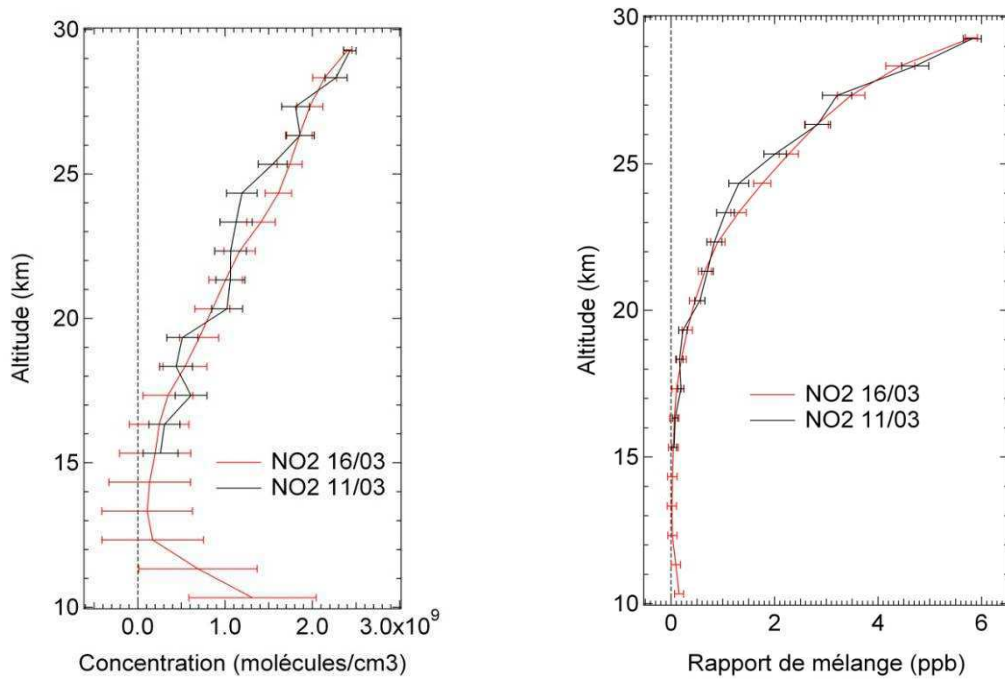 30
25
20
15
10
Altitude (km)
0.0
1.0
2.0
3.0x10⁹
Concentration (molécules/cm3)
NO2 16/03
NO2 11/03
30
25
20
15
10
Altitude (km)
0
2
4
6
Rapport de mélange (ppb)
NO2 16/03
NO2 11/03